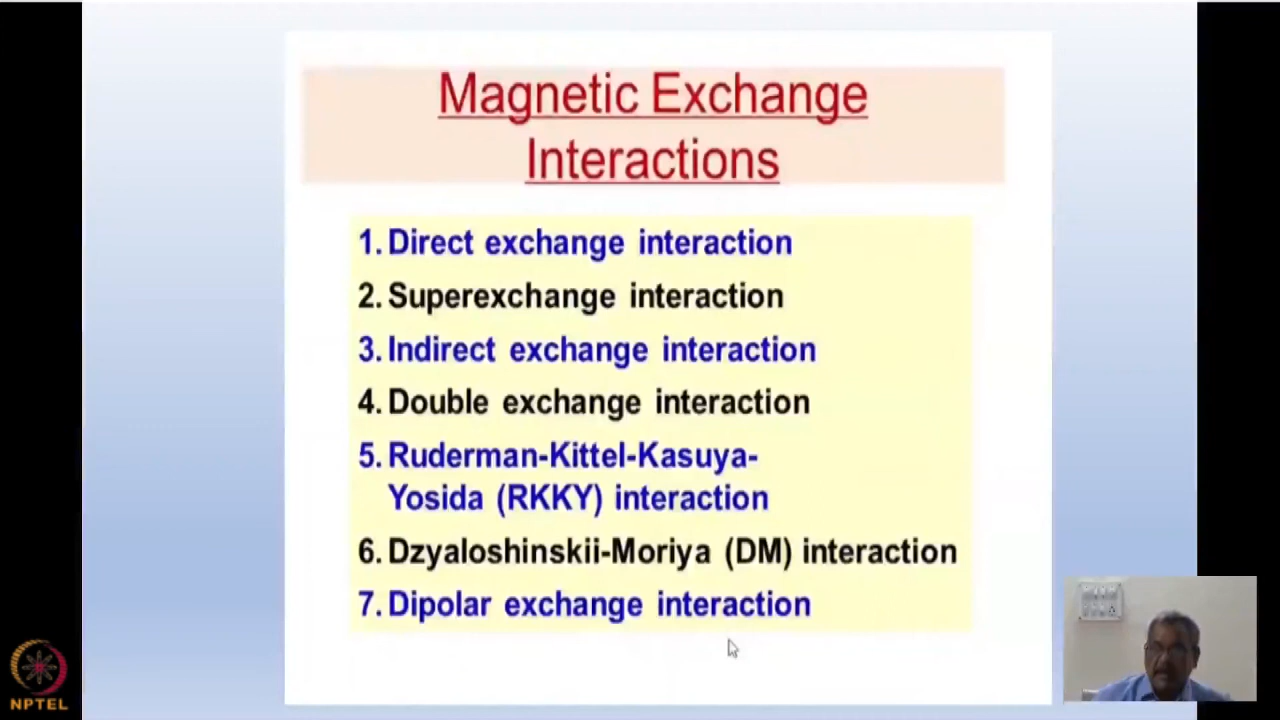 Magnetic Exchange
Interactions
1. Direct exchange interaction
2. Superexchange interaction
3. Indirect exchange interaction
4. Double exchange interaction
5. Ruderman-Kittel-Kasuya-
Yosida (RKKY) interaction
6. Dzyaloshinskii-Moriya (DM) interaction
7. Dipolar exchange interaction
NPTEL